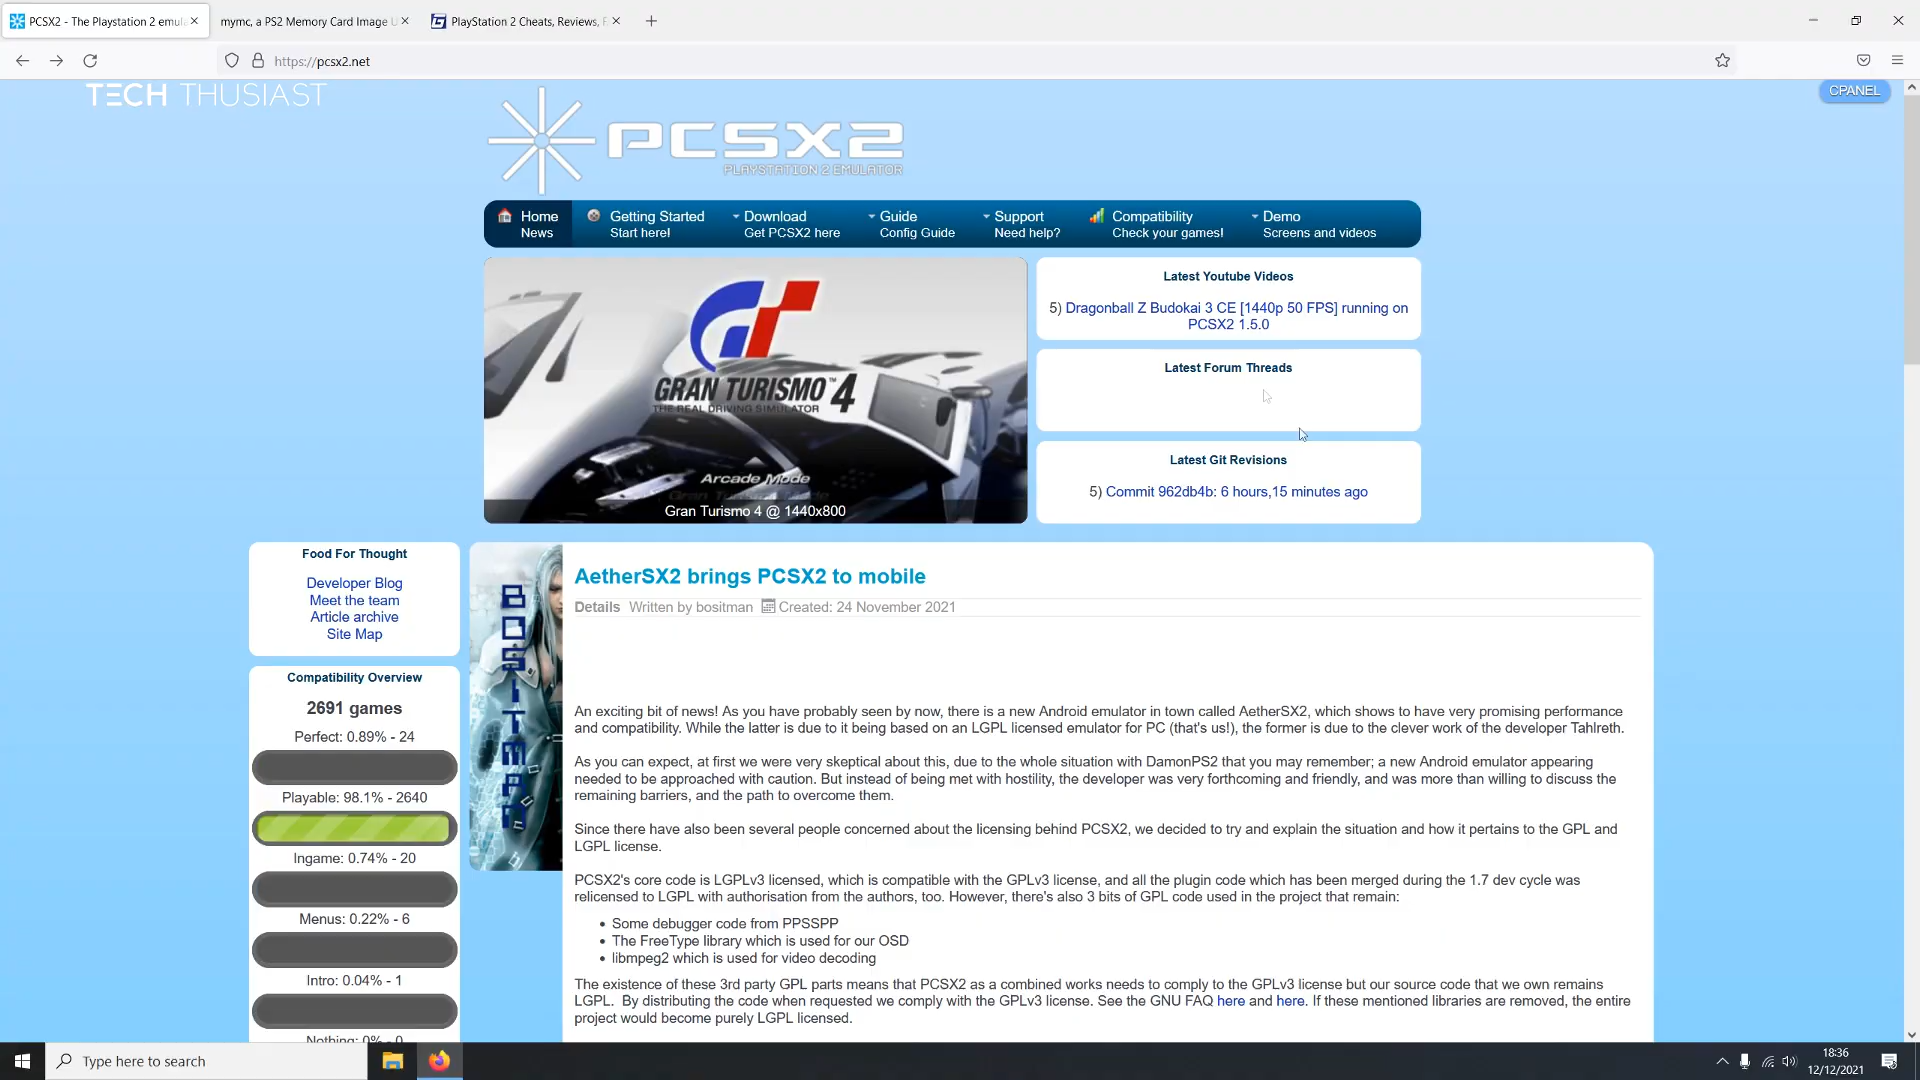 PCSX2 - The Playstation 2 emul
mymc, a PS2 Memory Card Image U
PlayStation 2 Cheats, Reviews, F
https://pcsx2.net
TECH THUSIAST
CPANEL
PCSX2
PLAYSTATION 2 EMULATOR
Home
News
Getting Started
Start here!
Download
Get PCSX2 here
Guide
Config Guide
Support
Need help?
Compatibility
Check your games!
Demo
Screens and videos
GRAN TURISMO 4
THE REAL DRIVING SIMULATOR
Arcade Mode
Gran Turismo 4 @ 1440x800
Latest Youtube Videos
5) Dragonball Z Budokai 3 CE [1440p 50 FPS] running on
PCSX2 1.5.0
Latest Forum Threads
Latest Git Revisions
5) Commit 962db4b: 6 hours,15 minutes ago
Food For Thought
Developer Blog
Meet the team
Article archive
Site Map
Compatibility Overview
2691 games
Perfect: 0.89% - 24
Playable: 98.1% - 2640
Ingame: 0.74% - 20
Menus: 0.22% - 6
Intro: 0.04% - 1
Nothing: 0% - 0
BOSITMAN
AetherSX2 brings PCSX2 to mobile
Details Written by bositman Created: 24 November 2021
An exciting bit of news! As you have probably seen by now, there is a new Android emulator in town called AetherSX2, which shows to have very promising performance
and compatibility. While the latter is due to it being based on an LGPL licensed emulator for PC (that's us!), the former is due to the clever work of the developer Tahlreth.
As you can expect, at first we were very skeptical about this, due to the whole situation with DamonPS2 that you may remember; a new Android emulator appearing
needed to be approached with caution. But instead of being met with hostility, the developer was very forthcoming and friendly, and was more than willing to discuss the
remaining barriers, and the path to overcome them.
Since there have also been several people concerned about the licensing behind PCSX2, we decided to try and explain the situation and how it pertains to the GPL and
LGPL license.
PCSX2's core code is LGPLv3 licensed, which is compatible with the GPLv3 license, and all the plugin code which has been merged during the 1.7 dev cycle was
relicensed to LGPL with authorisation from the authors, too. However, there's also 3 bits of GPL code used in the project that remain:
• Some debugger code from PPSSPP
• The FreeType library which is used for our OSD
• libmpeg2 which is used for video decoding
The existence of these 3rd party GPL parts means that PCSX2 as a combined works needs to comply to the GPLv3 license but our source code that we own remains
LGPL. By distributing the code when requested we comply with the GPLv3 license. See the GNU FAQ here and here. If these mentioned libraries are removed, the entire
project would become purely LGPL licensed.
Type here to search
18:36
12/12/2021